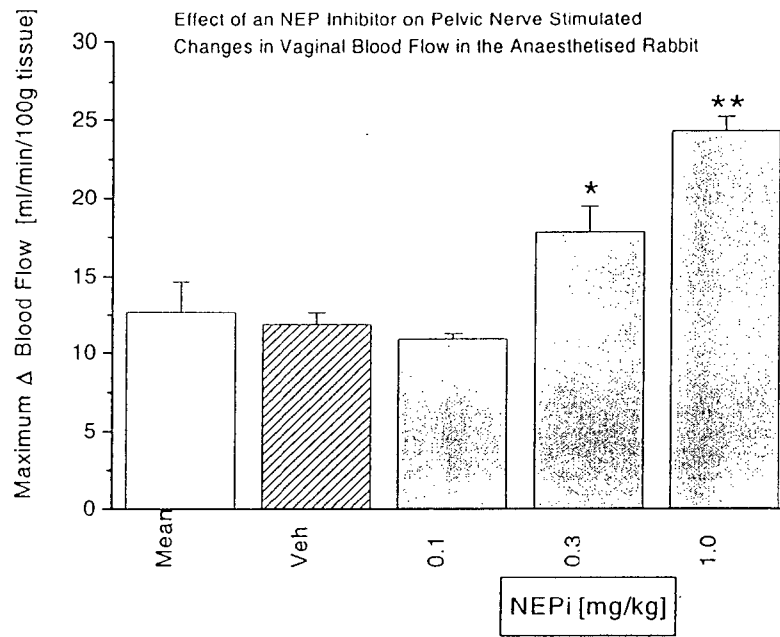 Effect of an NEP Inhibitor on Pelvic Nerve Stimulated
Changes in Vaginal Blood Flow in the Anaesthetised Rabbit
Maximum Δ Blood Flow [ml/min/100g tissue]
30
25
20
15
10
5
0
*
**
Mean
Veh
0.1
0.3
1.0
NEPi [mg/kg]